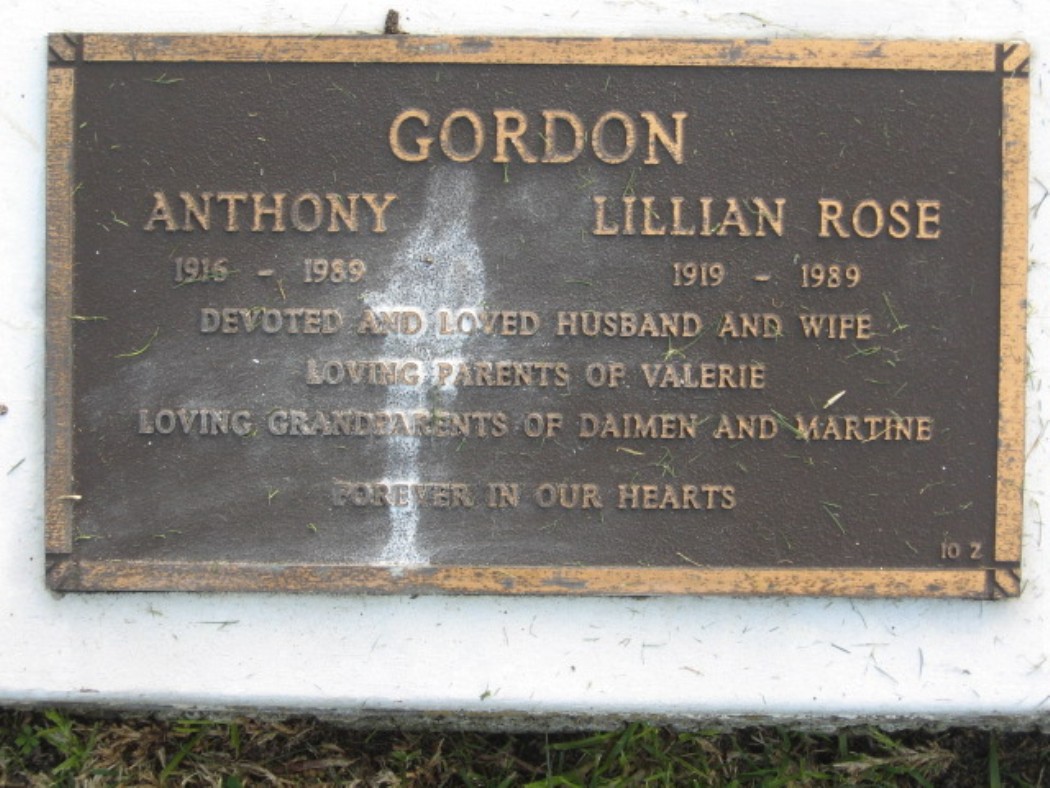 GORDON
ANTHONY LILLIAN ROSE
1916 - 1989 1919 - 1989
DEVOTED AND LOVED HUSBAND AND WIFE
LOVING PARENTS OF VALERIE
LOVING GRANDPARENTS OF DAIMEN AND MARTINE
FOREVER IN OUR HEARTS
10 Z